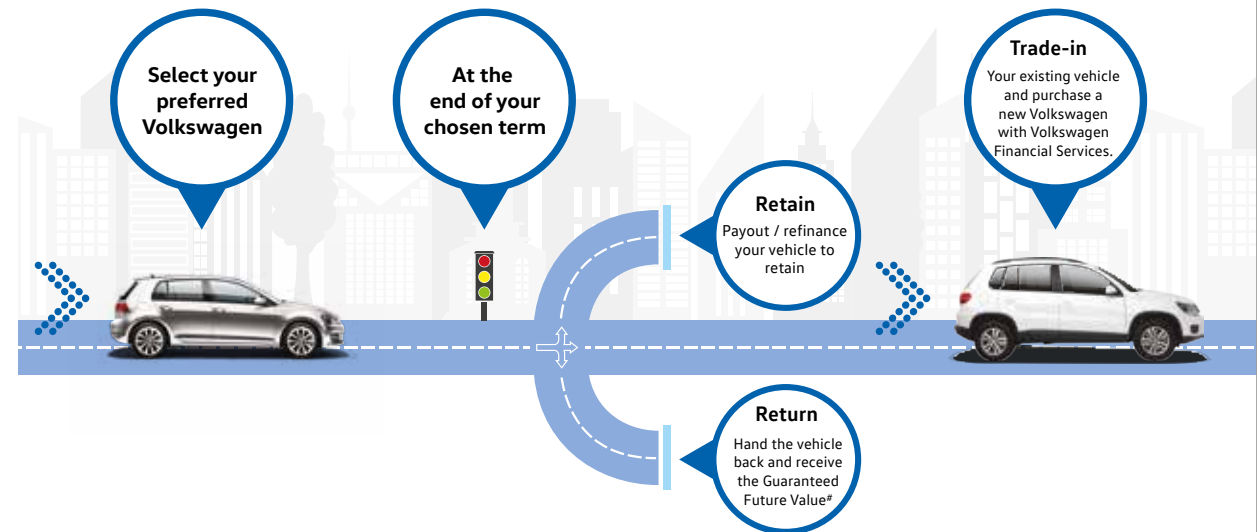 Select your
preferred
Volkswagen
At the
end of your
chosen term
Retain
Payout / refinance
your vehicle to
retain
Return
Hand the vehicle
back and receive
the Guaranteed
Future Value#
Trade-in
Your existing vehicle
and purchase a
new Volkswagen
with Volkswagen
Financial Services.